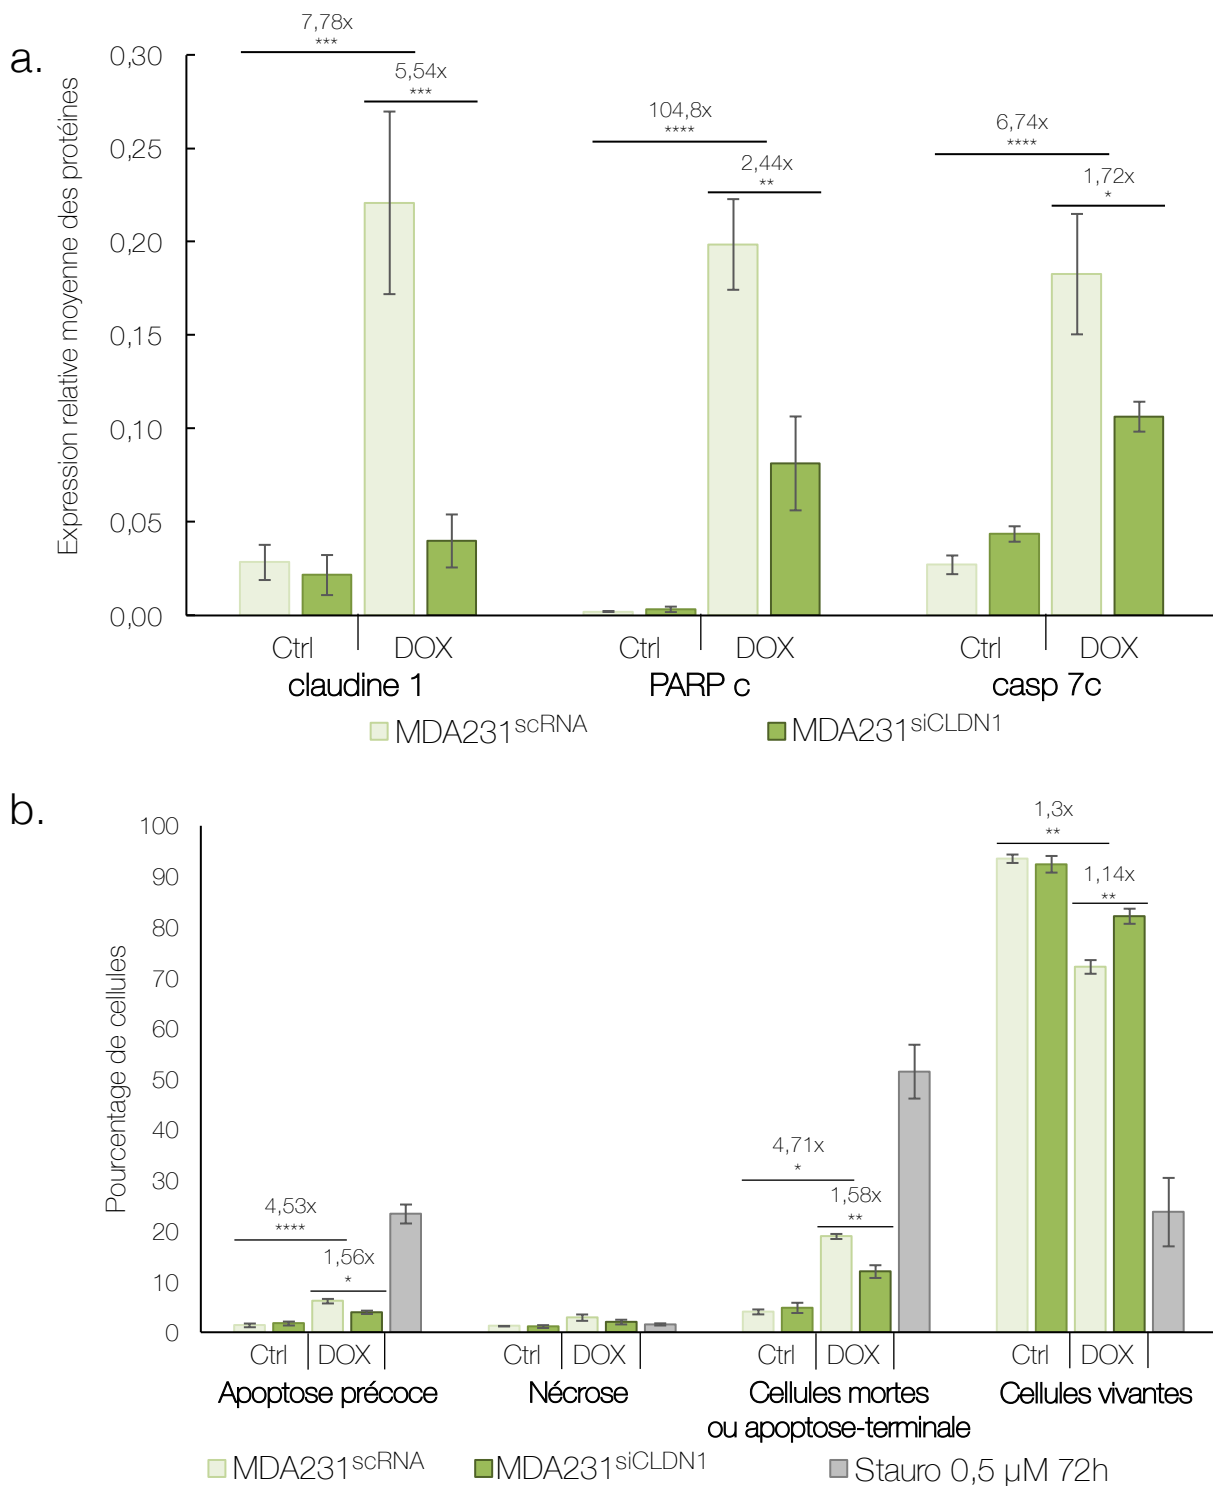 a.
Expression relative moyenne des protéines
0,30
0,25
0,20
0,15
0,10
0,05
0,00
7,78x
***
5,54x
***
104,8x
****
2,44x
**
6,74x
****
1,72x
*
Ctrl DOX Ctrl DOX Ctrl DOX
claudine 1 PARP c casp 7c
MDA231scRNA MDA231siCLDN1
b.
Pourcentage de cellules
100
90
80
70
60
50
40
30
20
10
0
4,53x
****
1,56x
*
4,71x
*
1,58x
**
1,3x
**
1,14x
**
Ctrl DOX Ctrl DOX Ctrl DOX Ctrl DOX
Apoptose précoce Nécrose Cellules mortes Cellules vivantes
ou apoptose-terminale
MDA231scRNA MDA231siCLDN1 Stauro 0,5 µM 72h